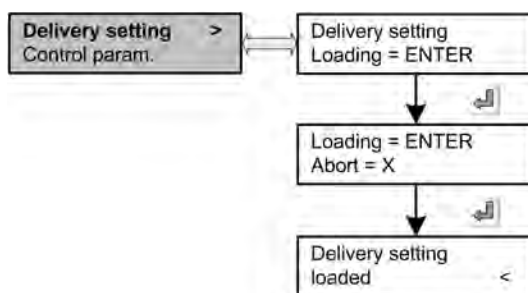 Delivery setting >
Control param.
Delivery setting
Loading = ENTER
Loading = ENTER
Abort = X
Delivery setting
loaded <